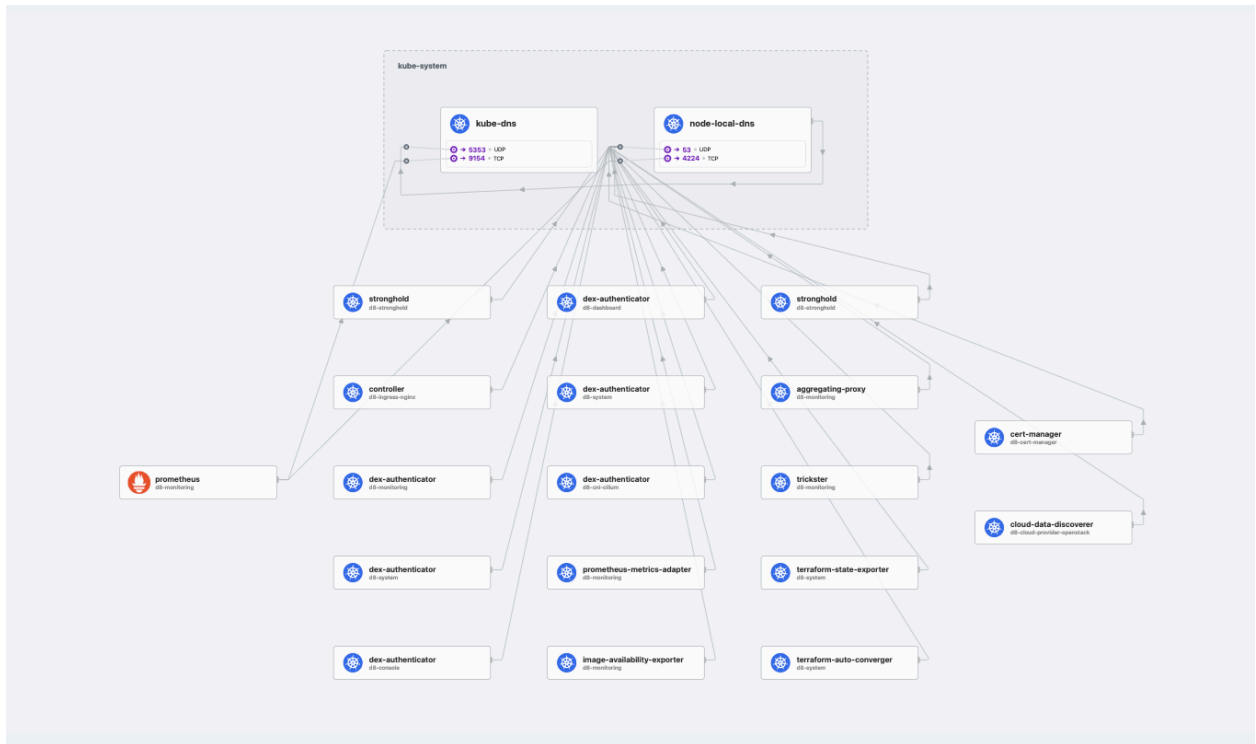 kube-system
kube-dns
→ 5353 • UDP
→ 9154 • TCP
node-local-dns
→ 53 • UDP
→ 4224 • TCP
stronghold
d8-stronghold
dex-authenticator
d8-dashboard
stronghold
d8-stronghold
controller
d8-ingress-nginx
dex-authenticator
d8-system
aggregating-proxy
d8-monitoring
cert-manager
d8-cert-manager
prometheus
d8-monitoring
dex-authenticator
d8-monitoring
dex-authenticator
d8-cni-cilium
trickster
d8-monitoring
cloud-data-discoverer
d8-cloud-provider-openstack
dex-authenticator
d8-system
prometheus-metrics-adapter
d8-monitoring
terraform-state-exporter
d8-system
dex-authenticator
d8-console
image-availability-exporter
d8-monitoring
terraform-auto-converger
d8-system